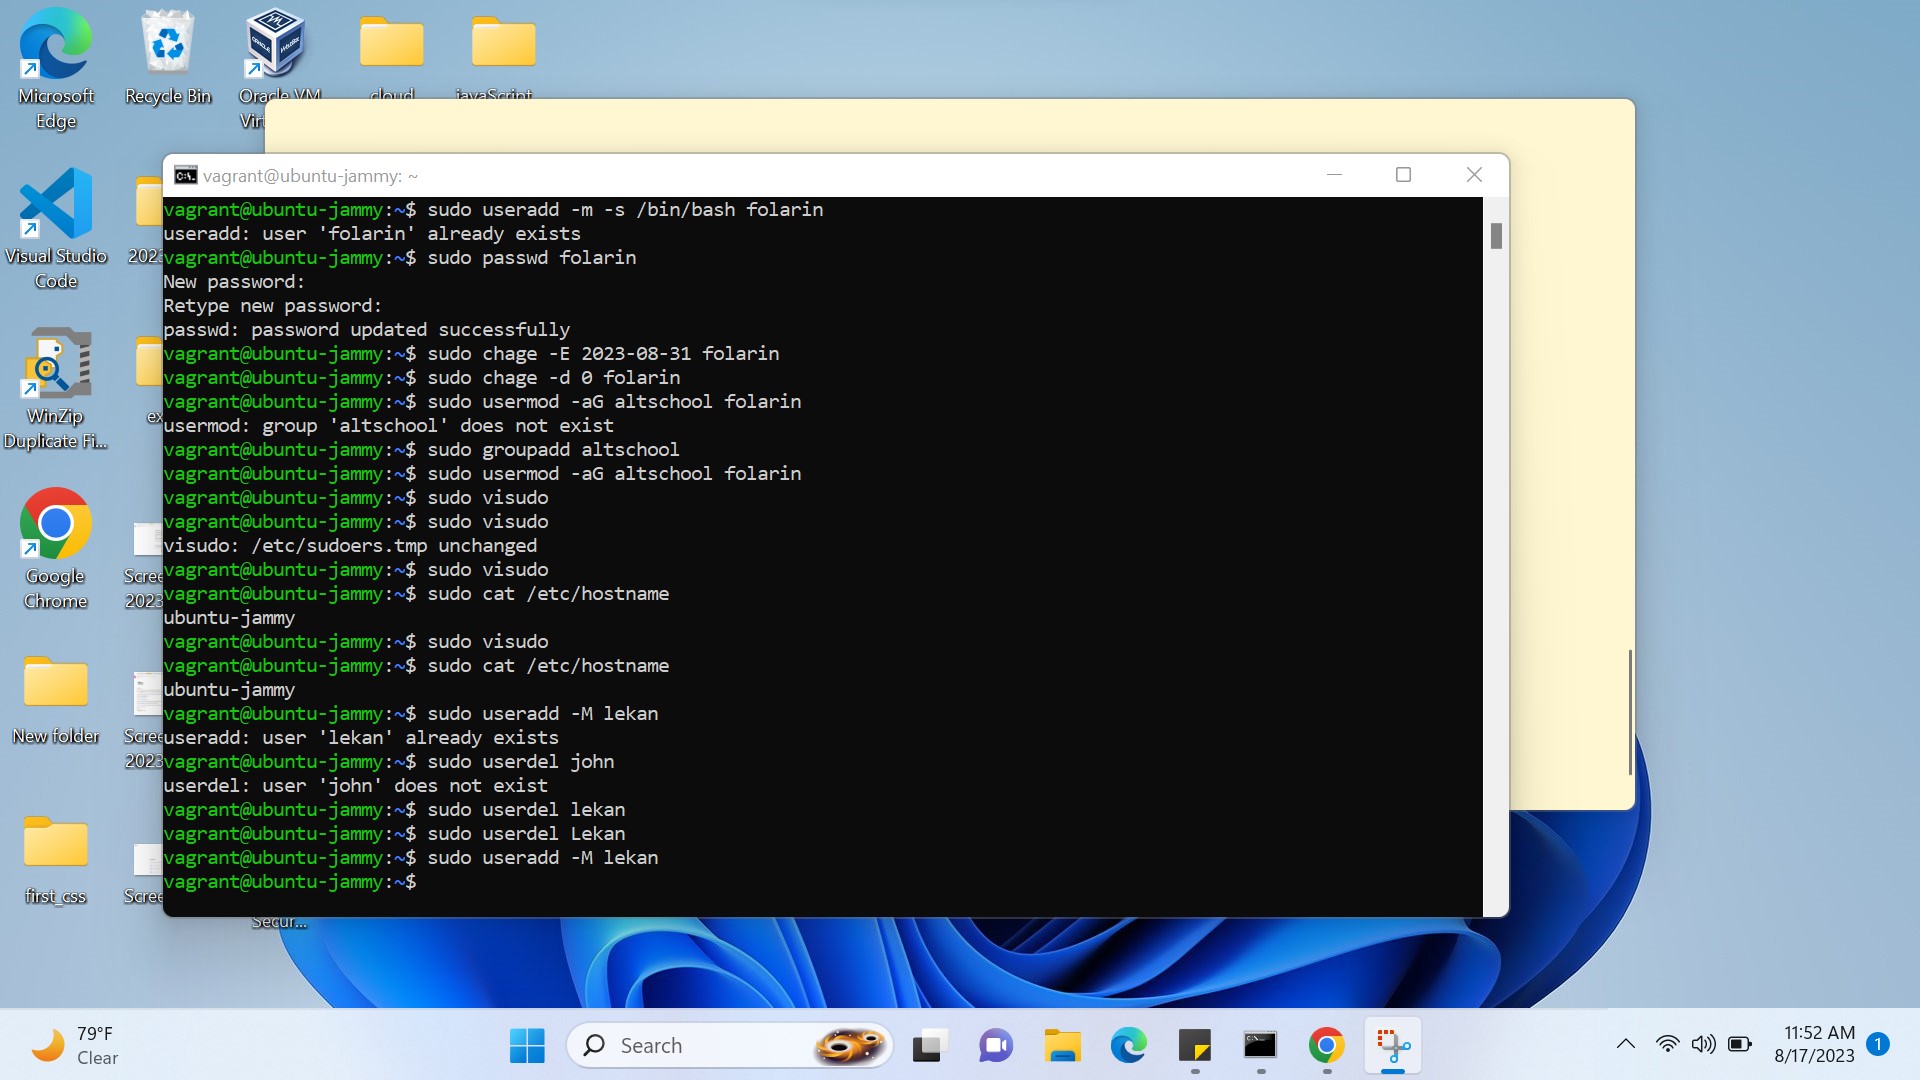 Microsoft
Edge
Recycle Bin
Oracle VM
cloud
javaScript
Visual Studio
Code
WinZip
Duplicate Fi...
Google
Chrome
New folder
first_css
Secur...
vagrant@ubuntu-jammy: ~
vagrant@ubuntu-jammy:~$ sudo useradd -m -s /bin/bash folarin
useradd: user 'folarin' already exists
vagrant@ubuntu-jammy:~$ sudo passwd folarin
New password:
Retype new password:
passwd: password updated successfully
vagrant@ubuntu-jammy:~$ sudo chage -E 2023-08-31 folarin
vagrant@ubuntu-jammy:~$ sudo chage -d 0 folarin
vagrant@ubuntu-jammy:~$ sudo usermod -aG altschool folarin
usermod: group 'altschool' does not exist
vagrant@ubuntu-jammy:~$ sudo groupadd altschool
vagrant@ubuntu-jammy:~$ sudo usermod -aG altschool folarin
vagrant@ubuntu-jammy:~$ sudo visudo
vagrant@ubuntu-jammy:~$ sudo visudo
visudo: /etc/sudoers.tmp unchanged
vagrant@ubuntu-jammy:~$ sudo visudo
vagrant@ubuntu-jammy:~$ sudo cat /etc/hostname
ubuntu-jammy
vagrant@ubuntu-jammy:~$ sudo visudo
vagrant@ubuntu-jammy:~$ sudo cat /etc/hostname
ubuntu-jammy
vagrant@ubuntu-jammy:~$ sudo useradd -M lekan
useradd: user 'lekan' already exists
vagrant@ubuntu-jammy:~$ sudo userdel john
userdel: user 'john' does not exist
vagrant@ubuntu-jammy:~$ sudo userdel lekan
vagrant@ubuntu-jammy:~$ sudo userdel Lekan
vagrant@ubuntu-jammy:~$ sudo useradd -M lekan
vagrant@ubuntu-jammy:~$
79°F
Clear
Search
11:52 AM
8/17/2023
1